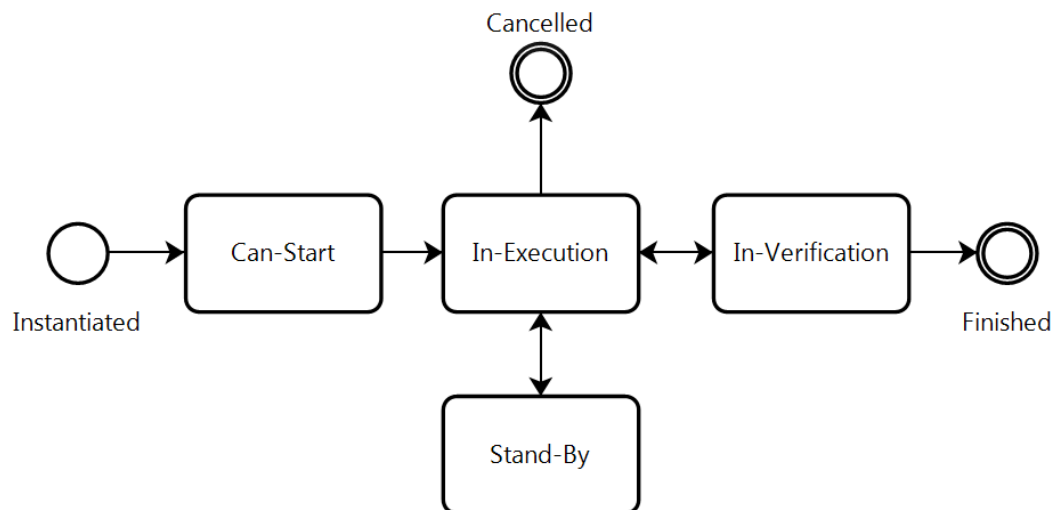 Cancelled
Can-Start
In-Execution
In-Verification
Instantiated
Finished
Stand-By